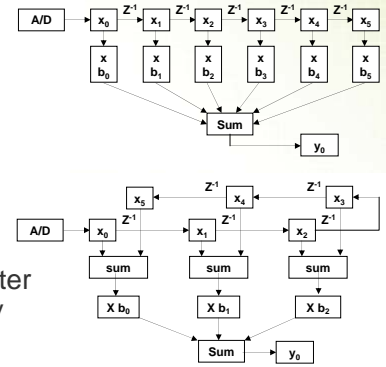 Z⁻¹ Z⁻¹ Z⁻¹ Z⁻¹ Z⁻¹
A/D x₀ x₁ x₂ x₃ x₄ x₅
x x x x x x
b₀ b₁ b₂ b₃ b₄ b₅
Sum
y₀
Z⁻¹ Z⁻¹
x₅ x₄ x₃
Z⁻¹ Z⁻¹ Z⁻¹
A/D x₀ x₁ x₂
sum sum sum
ter
X b₀ X b₁ X b₂
Sum y₀